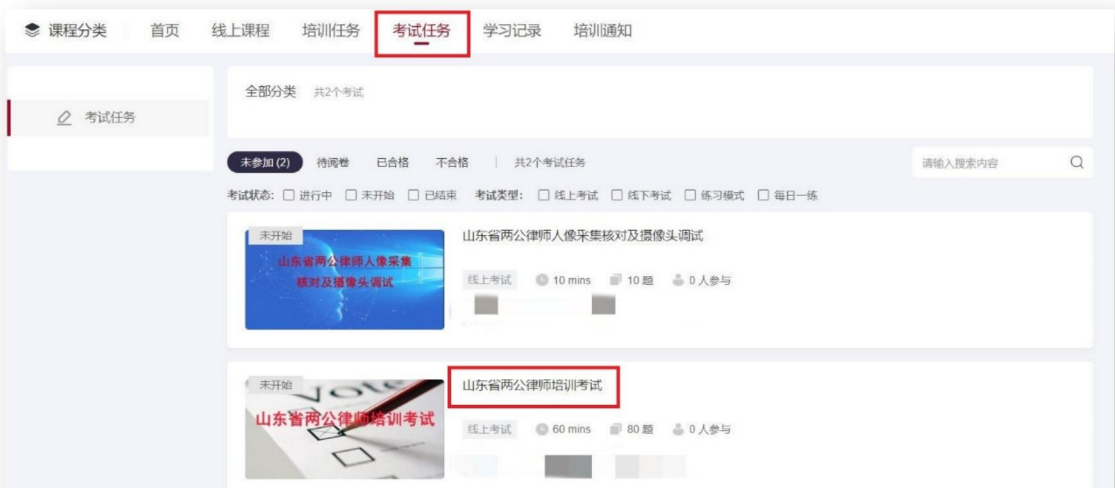 课程分类 首页 线上课程 培训任务 考试任务 学习记录 培训通知
考试任务
全部分类 共2个考试
未参加 (2) 待阅卷 已合格 不合格 | 共2个考试任务 请输入搜索内容
考试状态: 进行中 未开始 已结束 考试类型: 线上考试 线下考试 练习模式 每日一练
未开始
山东省两公律师人像采集
核对及摄像头调试
山东省两公律师人像采集核对及摄像头调试
线上考试 10 mins 10 题 0 人参与
未开始
Vote
山东省两公律师培训考试
山东省两公律师培训考试
线上考试 60 mins 80 题 0 人参与